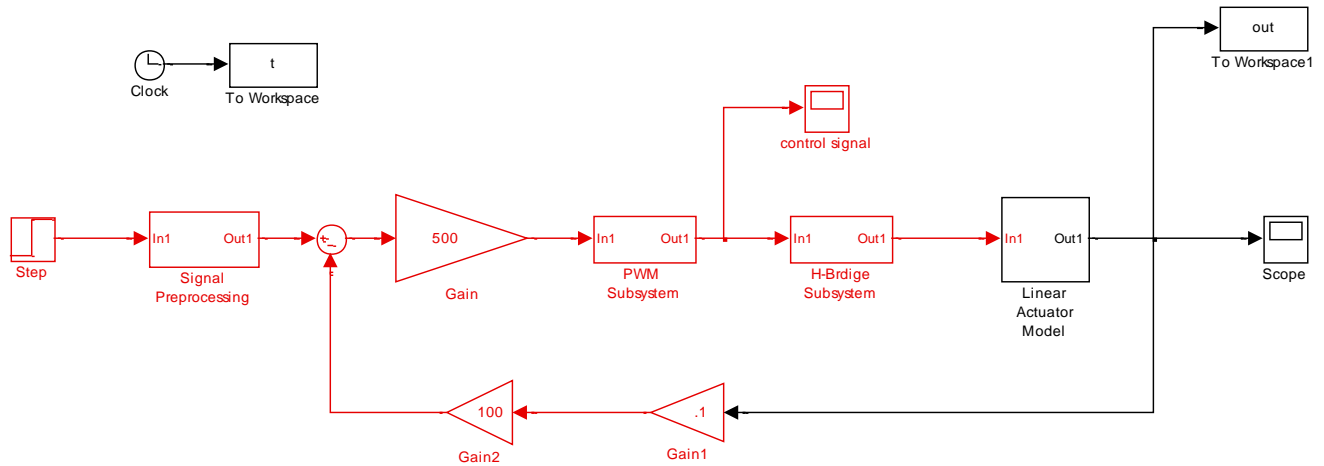 out
To Workspace1
t
Clock
To Workspace
control signal
Step
In1 Out1
Signal
Preprocessing
+-
500
Gain
In1 Out1
PWM
Subsystem
In1 Out1
H-Brdige
Subsystem
In1 Out1
Linear
Actuator
Model
Scope
100
Gain2
.1
Gain1